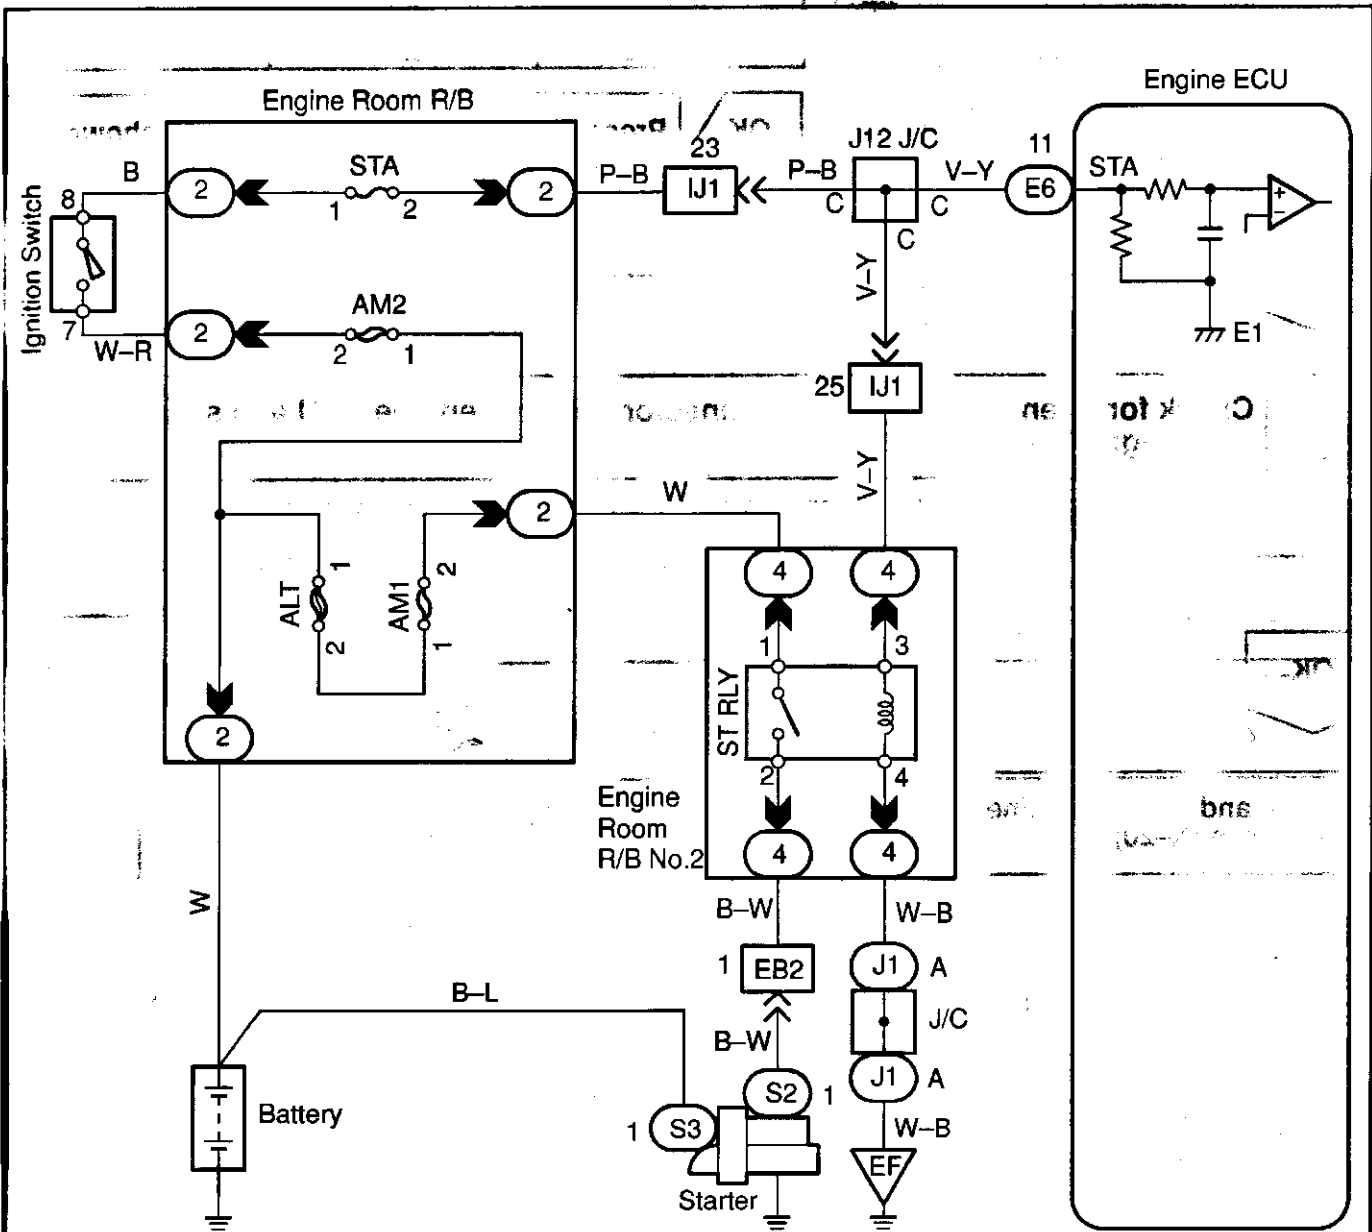 Engine ECU
Engine Room R/B
J12 J/C
11
23
B
STA
P–B
P–B
V–Y
STA
8
2
2
IJ1
E6
1
2
C
C
C
+
−
Ignition Switch
V–Y
AM2
7
2
W–R
2
1
E1
25
IJ1
V–Y
W
2
4
4
ALT
1
2
AM1
2
1
1
3
ST RLY
2
2
4
Engine
Room
R/B No.2
4
4
W
B–W
W–B
1
EB2
J1
A
B–L
J/C
B–W
Battery
S2
1
J1
A
1
S3
W–B
EF
Starter